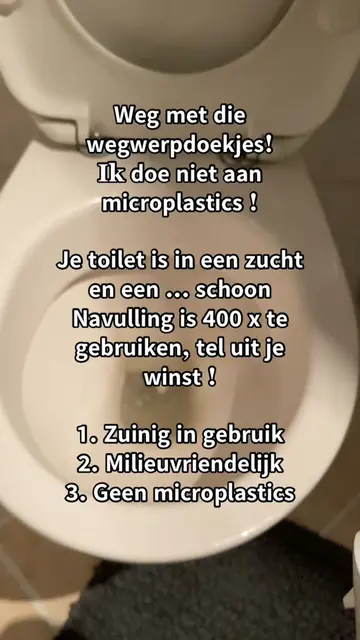 Weg met die
wegwerpdoekjes!
Ik doe niet aan
microplastics !
Je toilet is in een zucht
en een ... schoon
Navulling is 400 x te
gebruiken, tel uit je
winst !
1. Zuinig in gebruik
2. Milieuvriendelijk
3. Geen microplastics